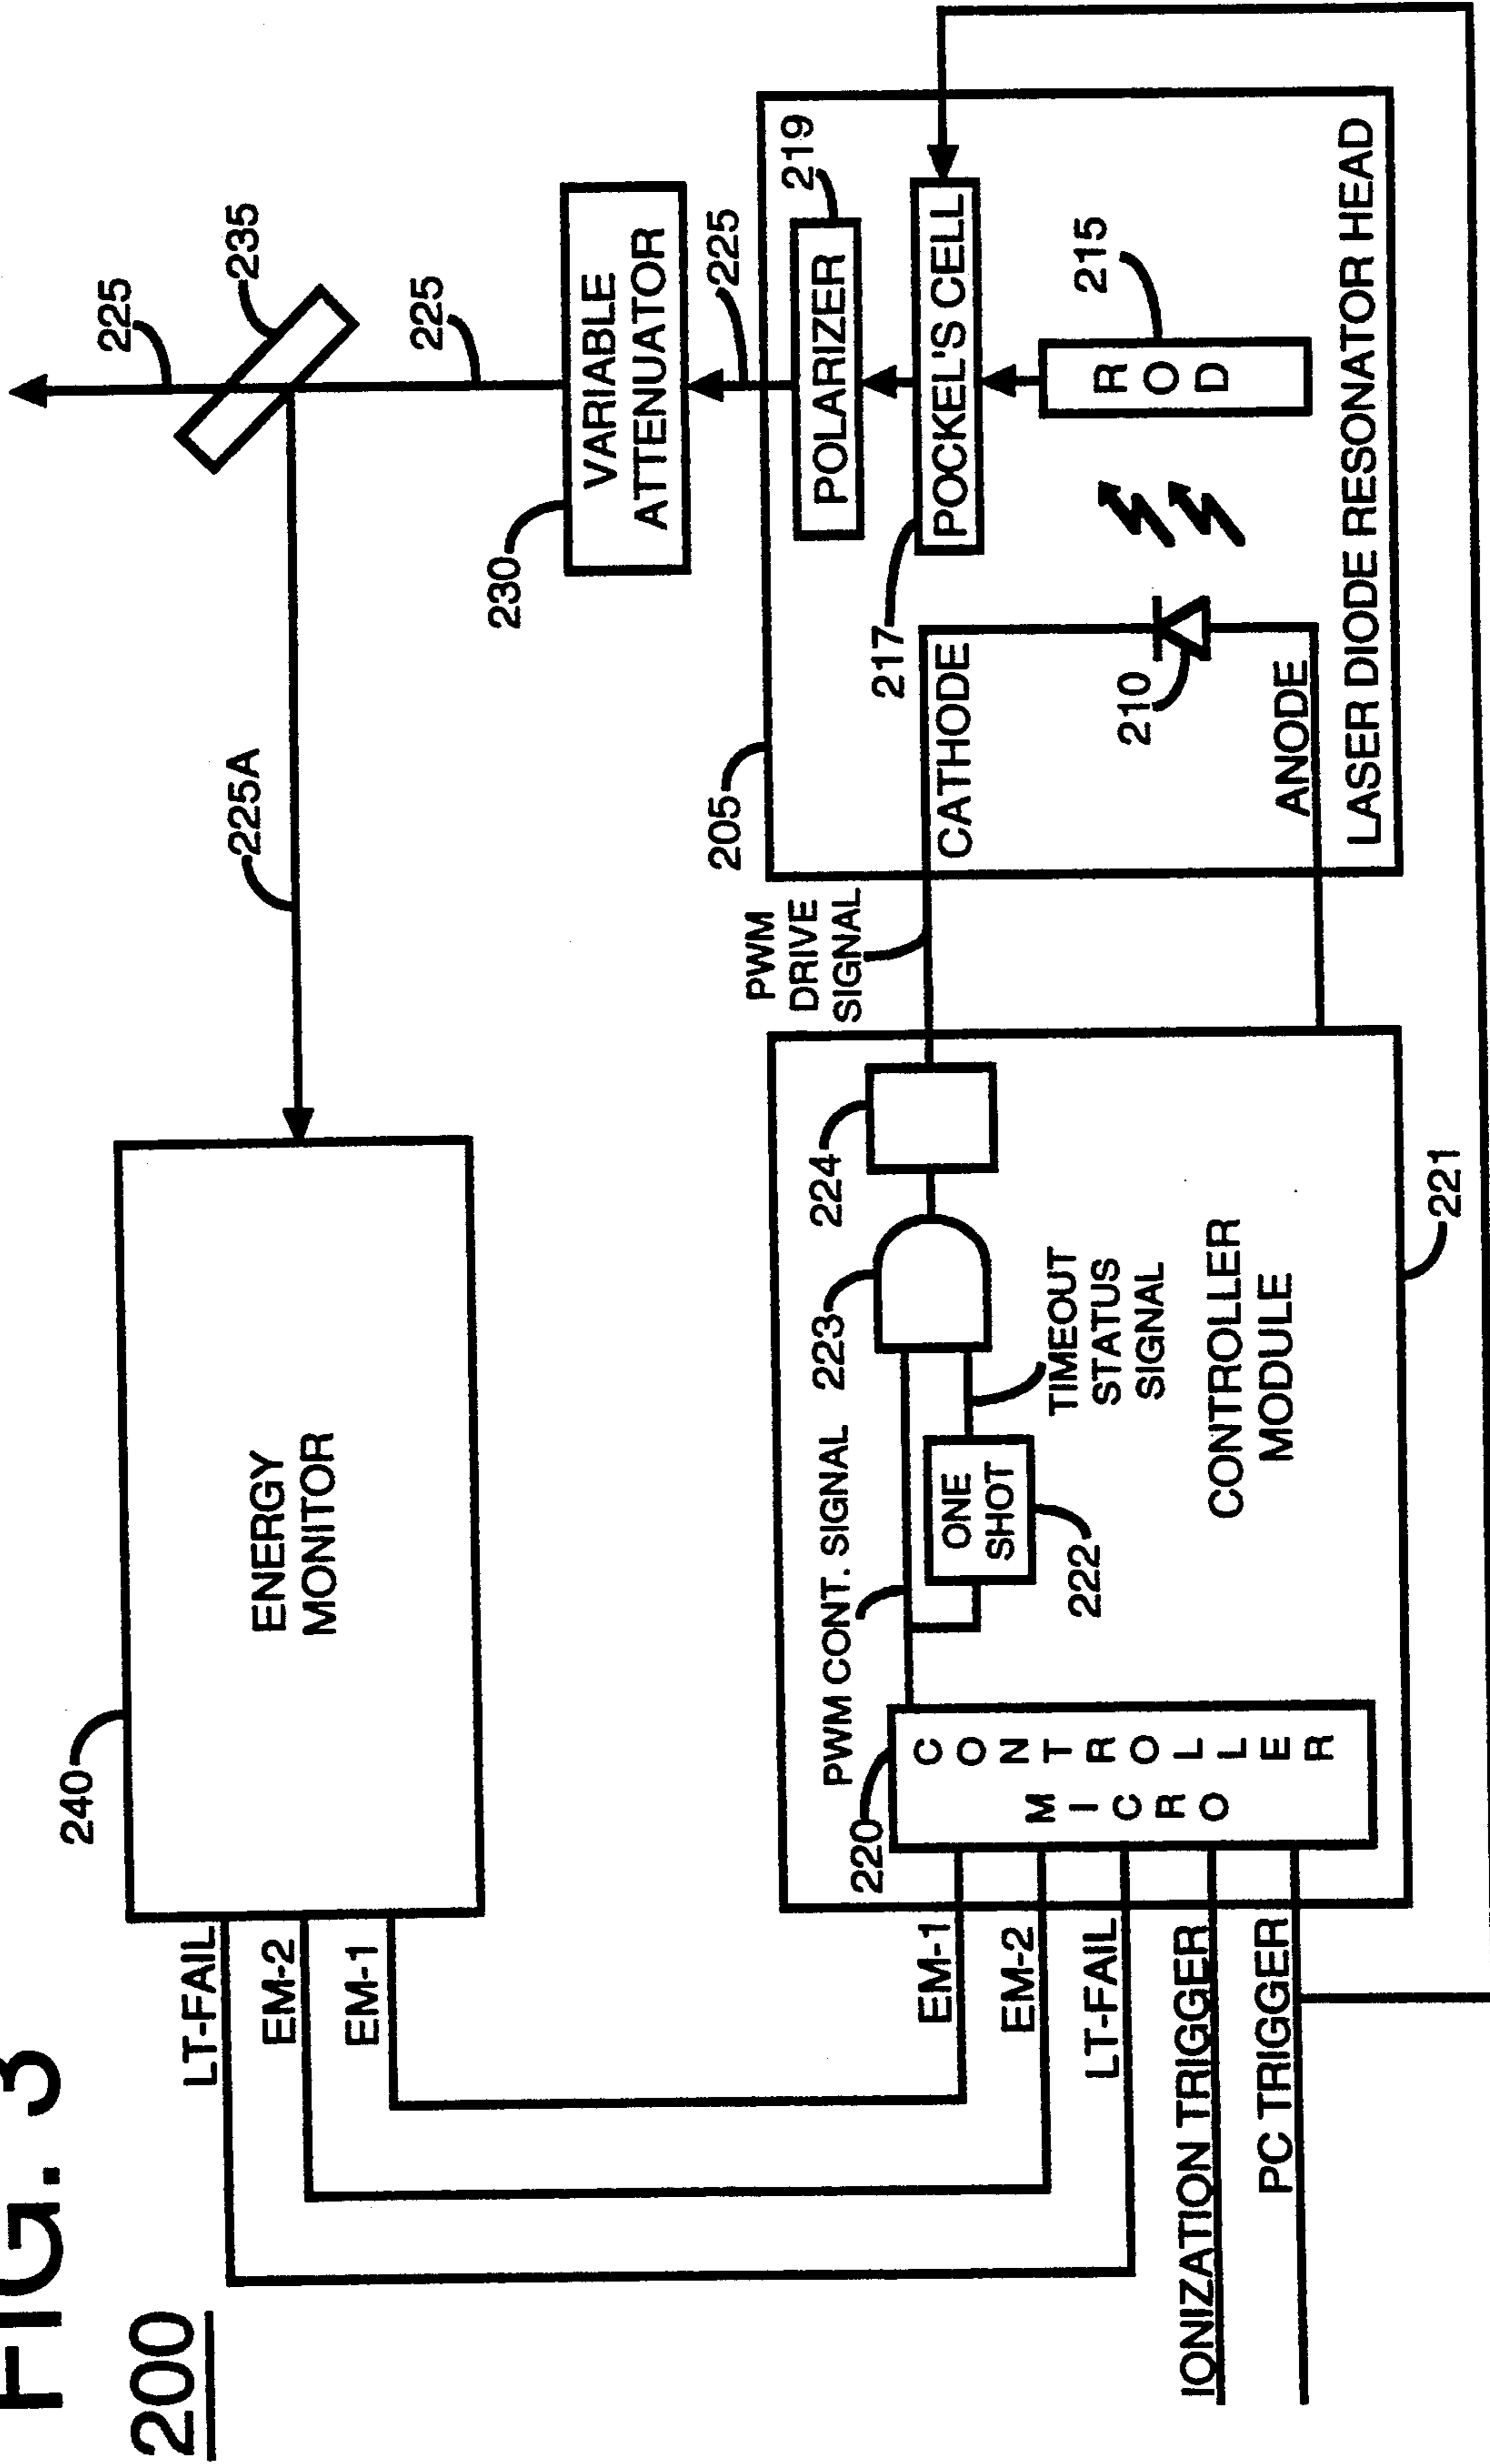 FIG. 3
200
240
ENERGY
MONITOR
LT-FAIL
EM-2
EM-1
225A
225
235
225
230
VARIABLE
ATTENUATOR
225
205
POLARIZER
219
217
POCKEL'S CELL
CATHODE
210
ANODE
ROD
215
LASER DIODE RESONATOR HEAD
PWM
DRIVE
SIGNAL
220
MICRO
CONTROLLER
PWM CONT. SIGNAL
223
224
ONE
SHOT
222
TIMEOUT
STATUS
SIGNAL
CONTROLLER
MODULE
221
EM-1
EM-2
LT-FAIL
IONIZATION TRIGGER
PC TRIGGER